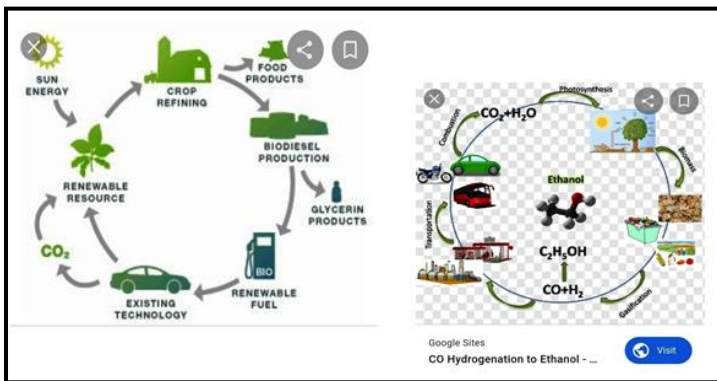 SUN
ENERGY
CROP
REFINING
FOOD
PRODUCTS
BIODIESEL
PRODUCTION
GLYCERIN
PRODUCTS
BIO
RENEWABLE
FUEL
EXISTING
TECHNOLOGY
CO₂
RENEWABLE
RESOURCE
Photosynthesis
CO₂+H₂O
Combustion
Biomass
Ethanol
Transportation
C₂H₅OH
CO+H₂
Gasification
Google Sites
CO Hydrogenation to Ethanol - ...
Visit